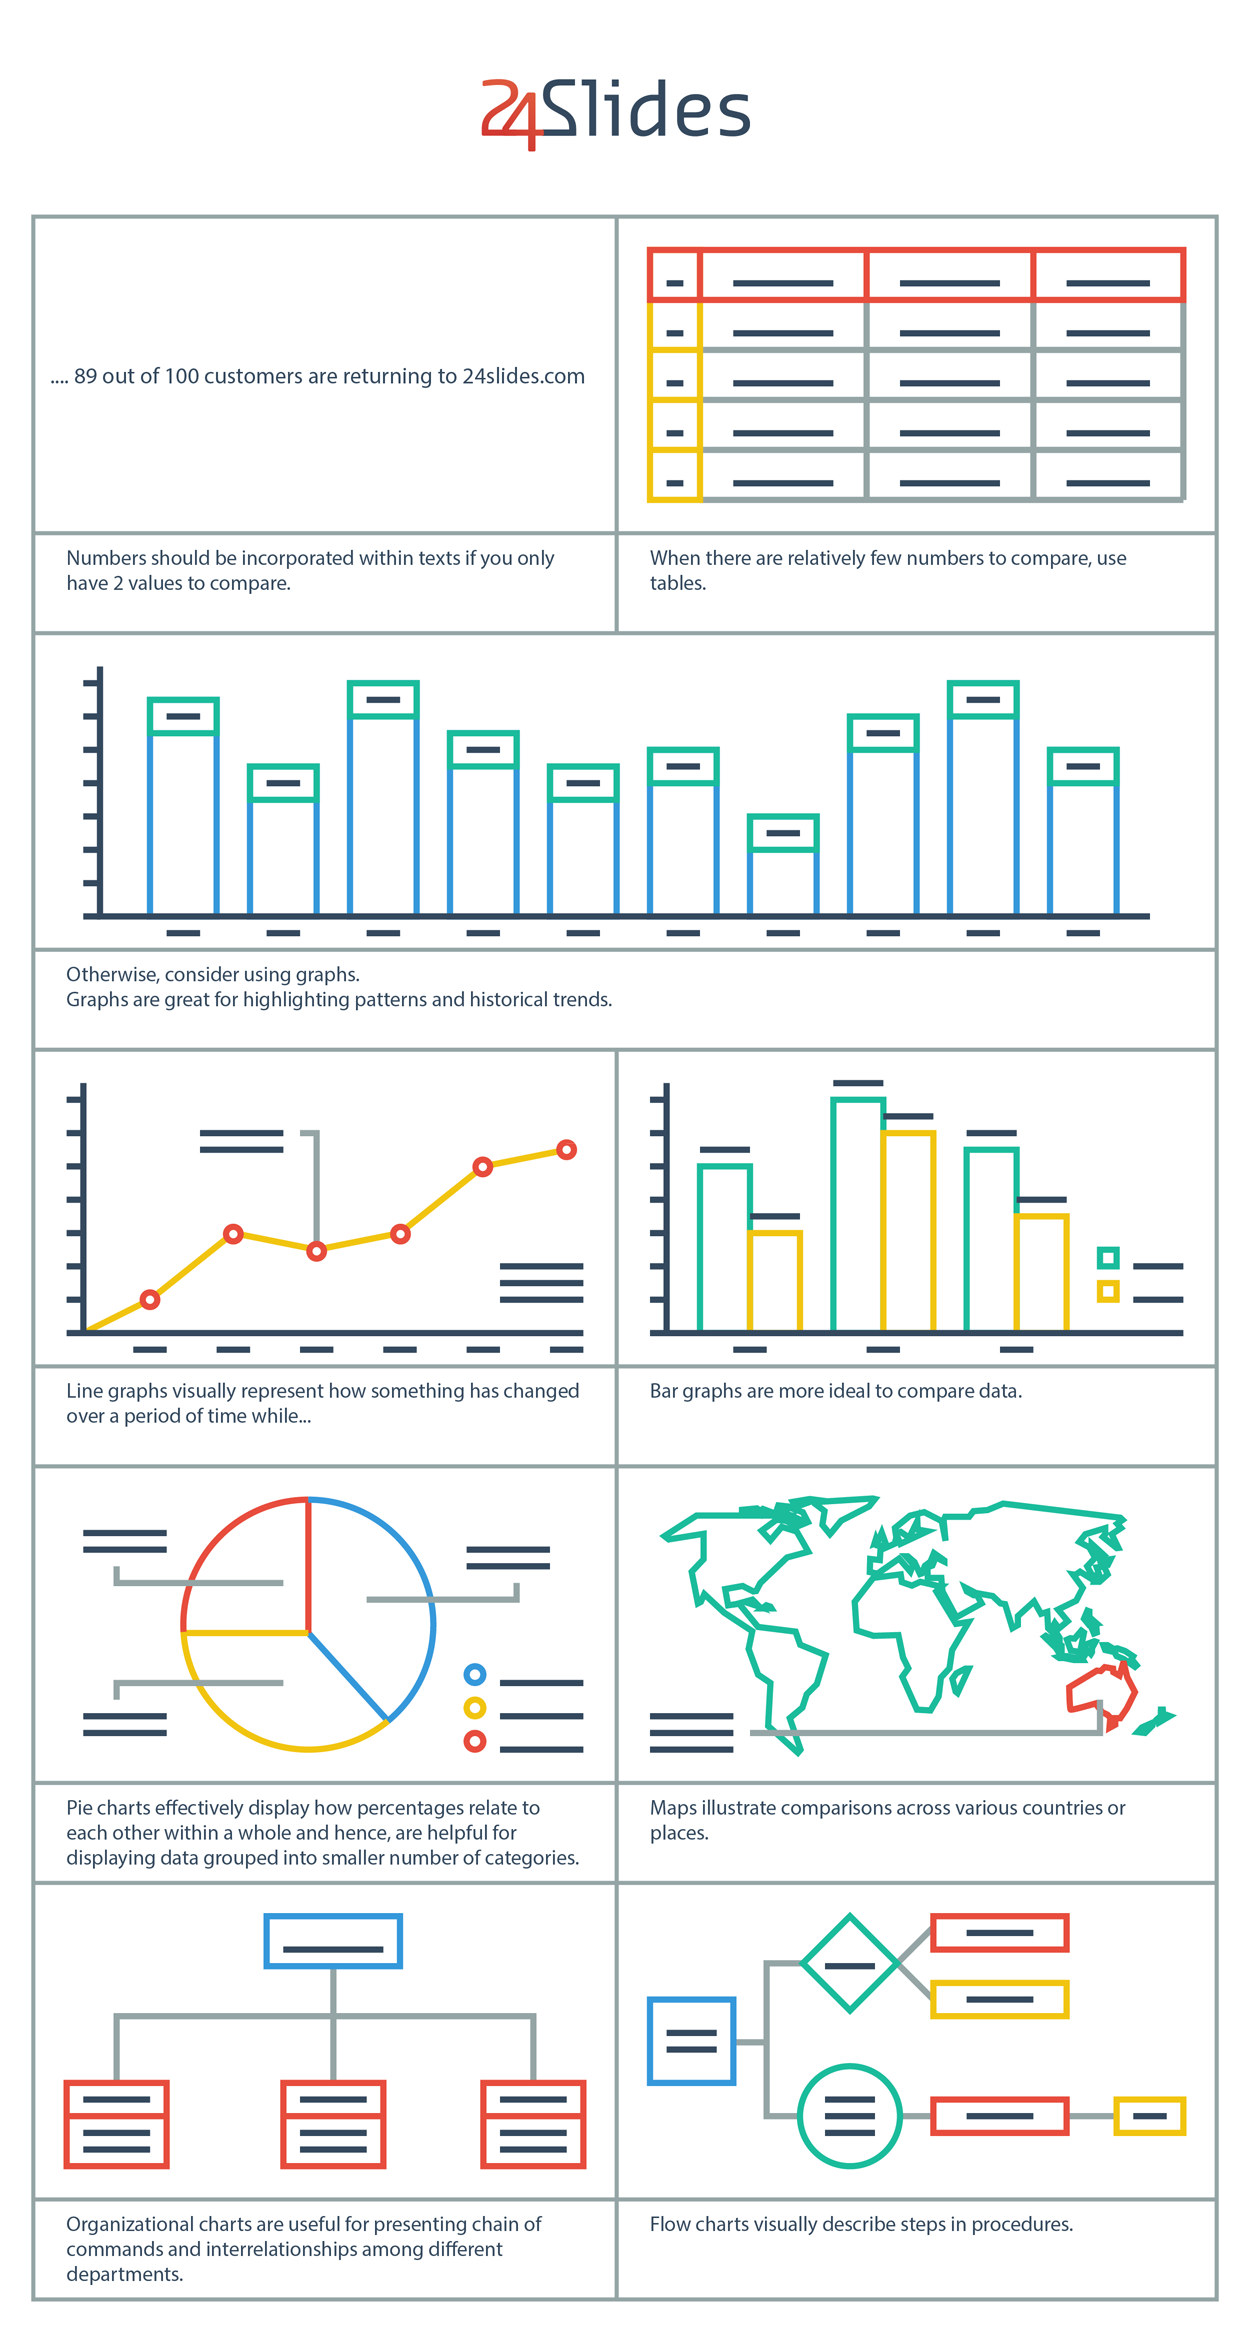 24Slides
.... 89 out of 100 customers are returning to 24slides.com
Numbers should be incorporated within texts if you only
have 2 values to compare.
When there are relatively few numbers to compare, use
tables.
Otherwise, consider using graphs.
Graphs are great for highlighting patterns and historical trends.
Line graphs visually represent how something has changed
over a period of time while...
Bar graphs are more ideal to compare data.
Pie charts effectively display how percentages relate to
each other within a whole and hence, are helpful for
displaying data grouped into smaller number of categories.
Maps illustrate comparisons across various countries or
places.
Organizational charts are useful for presenting chain of
commands and interrelationships among different
departments.
Flow charts visually describe steps in procedures.